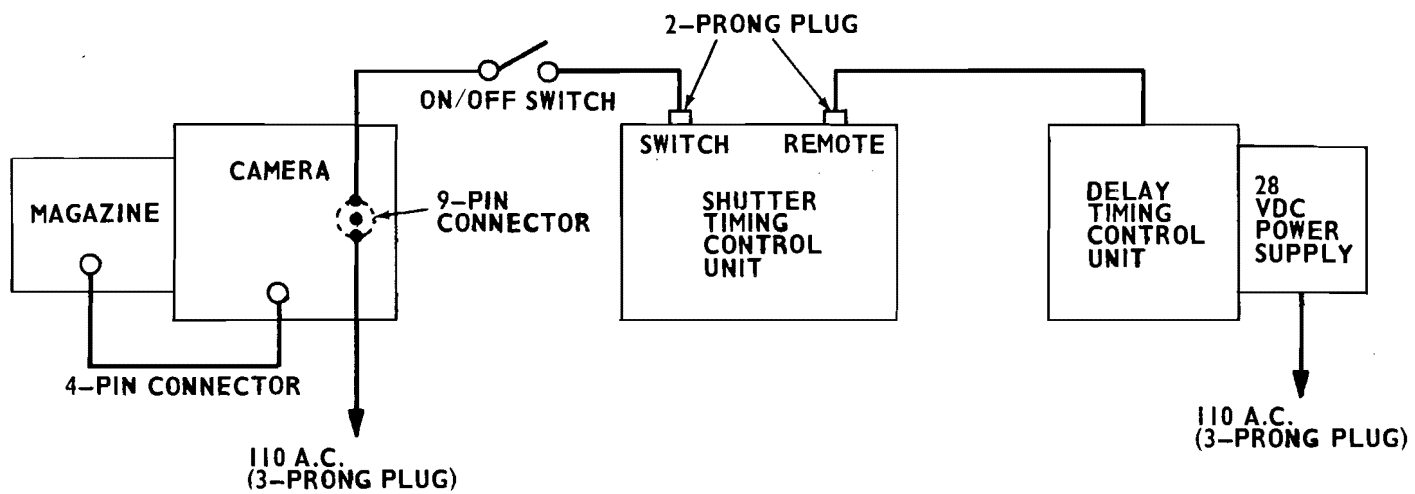 2-PRONG PLUG
ON/OFF SWITCH
SWITCH
REMOTE
CAMERA
MAGAZINE
9-PIN
CONNECTOR
SHUTTER
TIMING
CONTROL
UNIT
DELAY
TIMING
CONTROL
UNIT
28
VDC
POWER
SUPPLY
4-PIN CONNECTOR
110 A.C.
(3-PRONG PLUG)
110 A.C.
(3-PRONG PLUG)